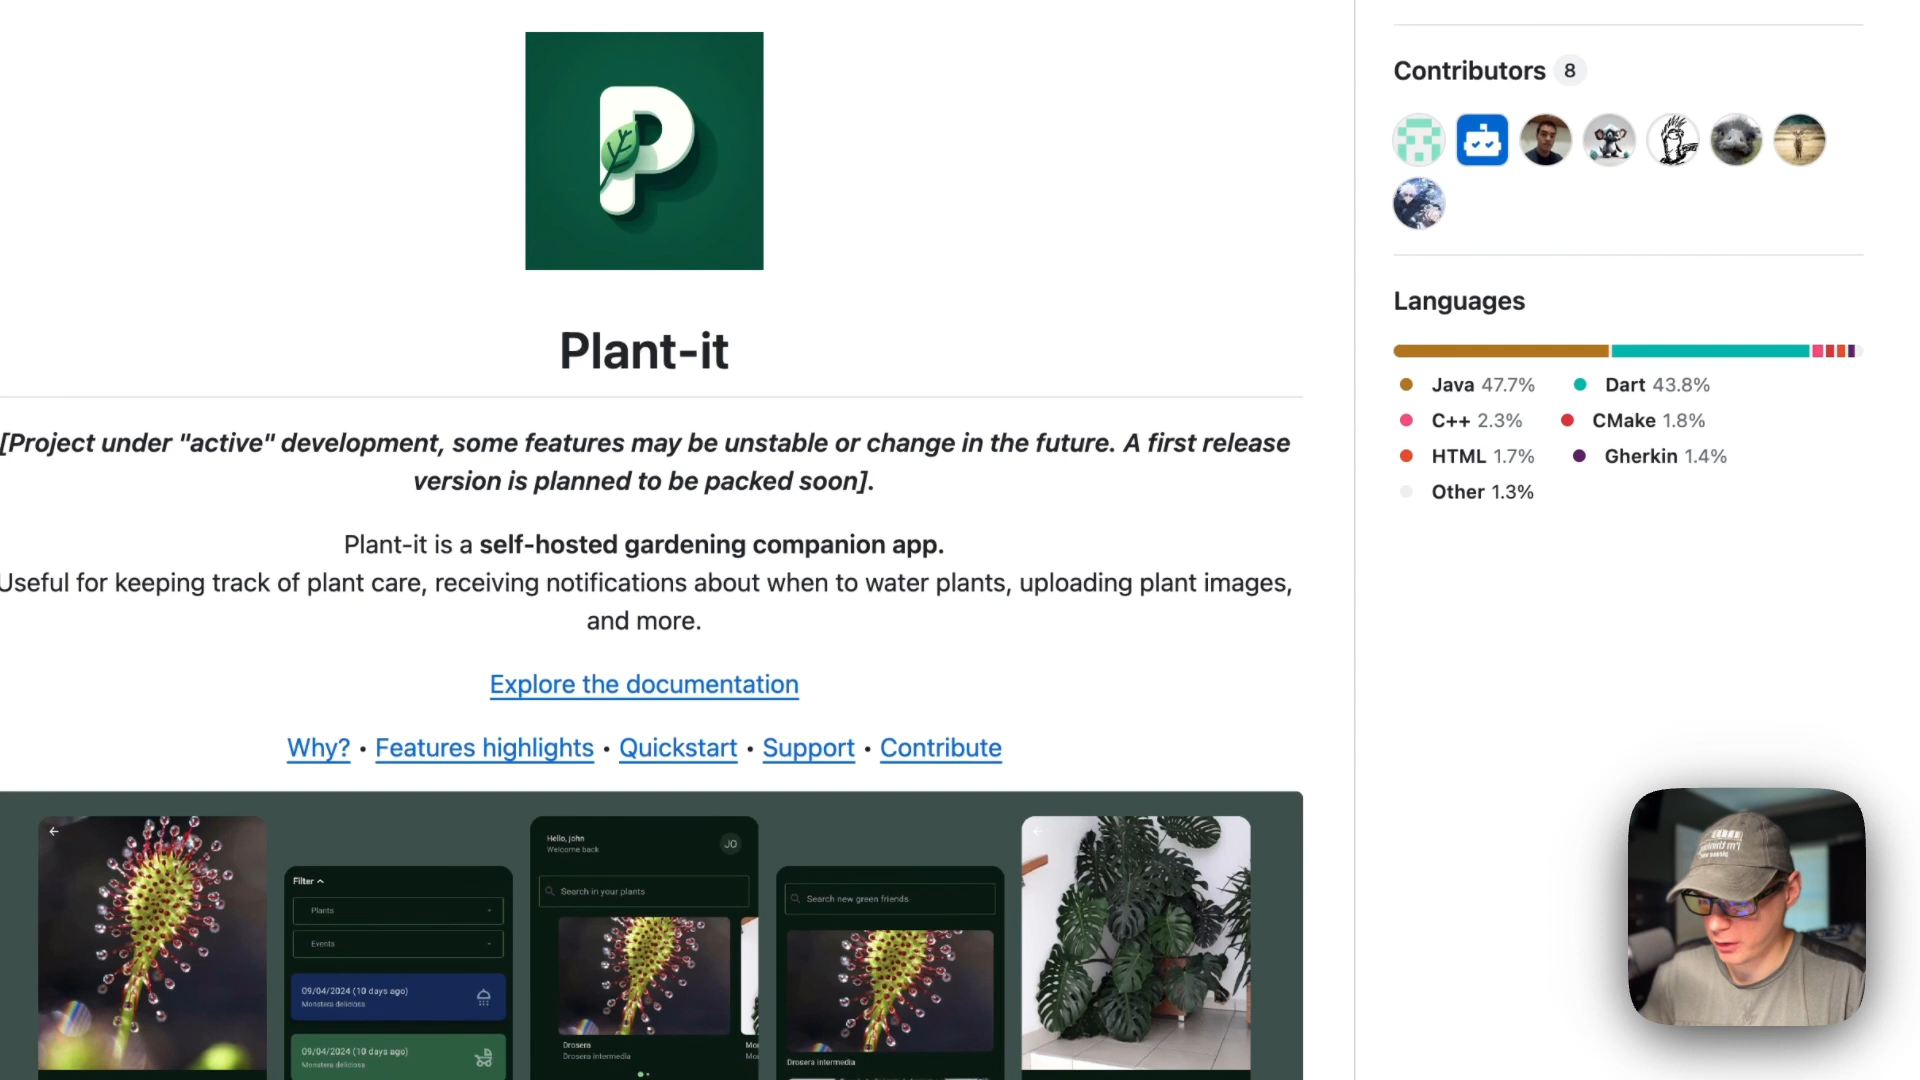 P
Plant-it
[Project under "active" development, some features may be unstable or change in the future. A first release
version is planned to be packed soon].
Plant-it is a self-hosted gardening companion app.
Useful for keeping track of plant care, receiving notifications about when to water plants, uploading plant images,
and more.
Explore the documentation
Why? • Features highlights • Quickstart • Support • Contribute
Filter
Plants
Events
09/04/2024 (10 days ago)
Monstera deliciosa
09/04/2024 (10 days ago)
Monstera deliciosa
Hello, john
Welcome back
JO
Search in your plants
Drosera
Drosera intermedia
Search new green friends
Drosera intermedia
Contributors 8
Languages
Java 47.7%
Dart 43.8%
C++ 2.3%
CMake 1.8%
HTML 1.7%
Gherkin 1.4%
Other 1.3%